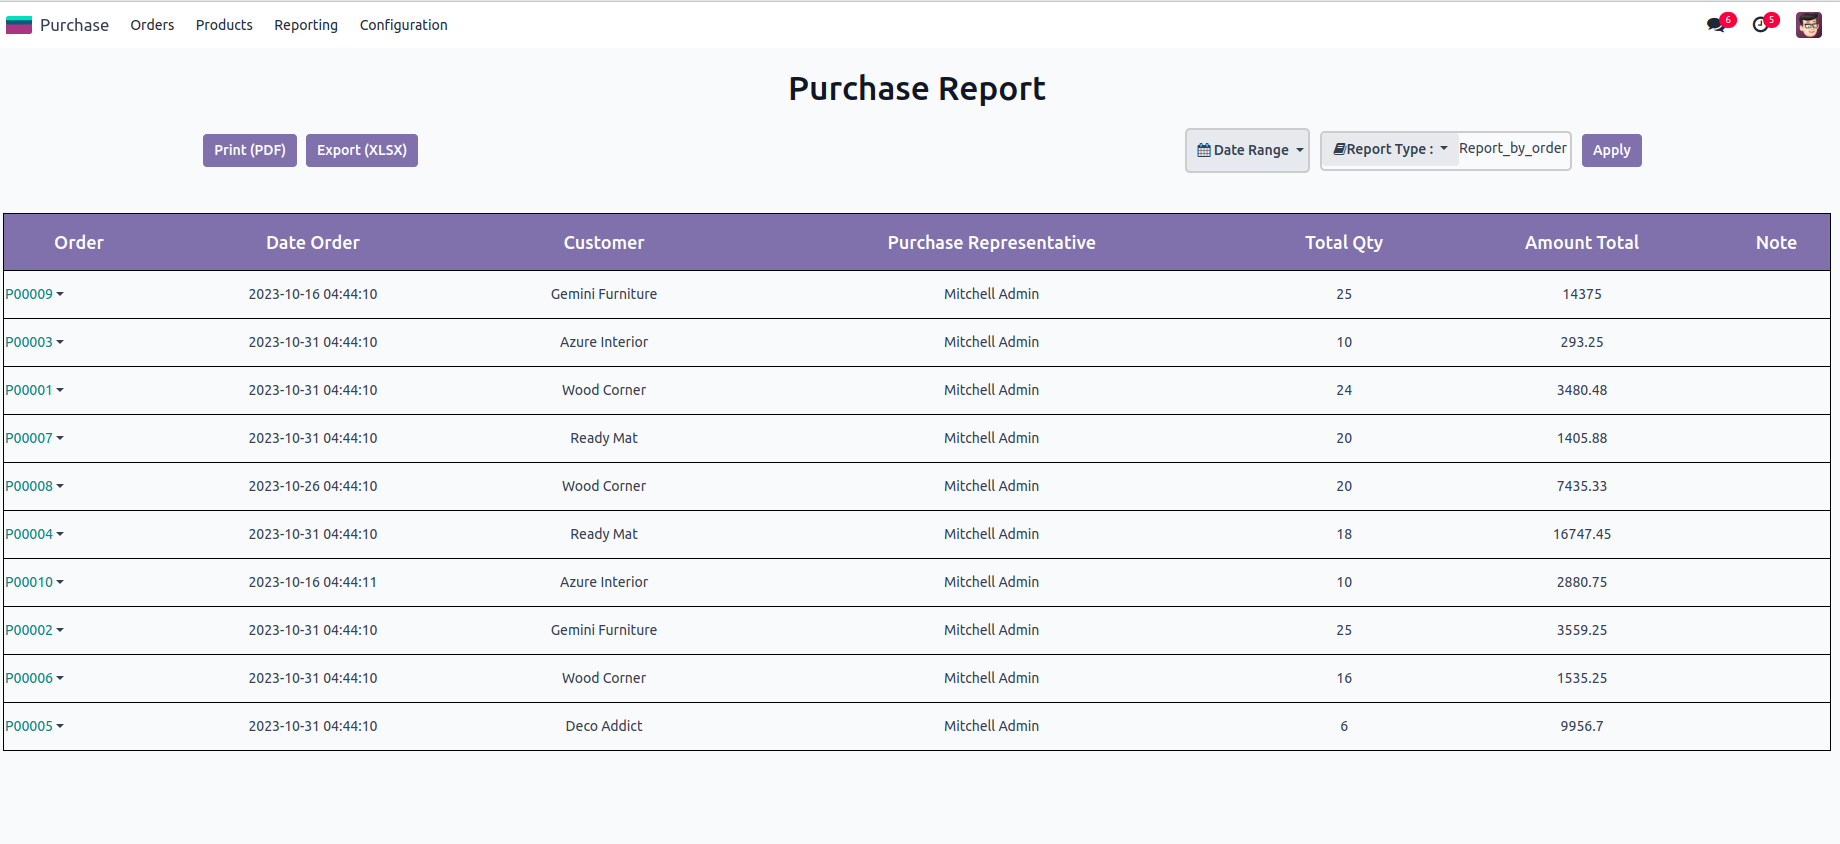 Purchase Orders Products Reporting Configuration 6 5
Purchase Report
Print (PDF) Export (XLSX) Date Range Report Type : Report_by_order Apply
Order Date Order Customer Purchase Representative Total Qty Amount Total Note
P00009 2023-10-16 04:44:10 Gemini Furniture Mitchell Admin 25 14375
P00003 2023-10-31 04:44:10 Azure Interior Mitchell Admin 10 293.25
P00001 2023-10-31 04:44:10 Wood Corner Mitchell Admin 24 3480.48
P00007 2023-10-31 04:44:10 Ready Mat Mitchell Admin 20 1405.88
P00008 2023-10-26 04:44:10 Wood Corner Mitchell Admin 20 7435.33
P00004 2023-10-31 04:44:10 Ready Mat Mitchell Admin 18 16747.45
P00010 2023-10-16 04:44:11 Azure Interior Mitchell Admin 10 2880.75
P00002 2023-10-31 04:44:10 Gemini Furniture Mitchell Admin 25 3559.25
P00006 2023-10-31 04:44:10 Wood Corner Mitchell Admin 16 1535.25
P00005 2023-10-31 04:44:10 Deco Addict Mitchell Admin 6 9956.7